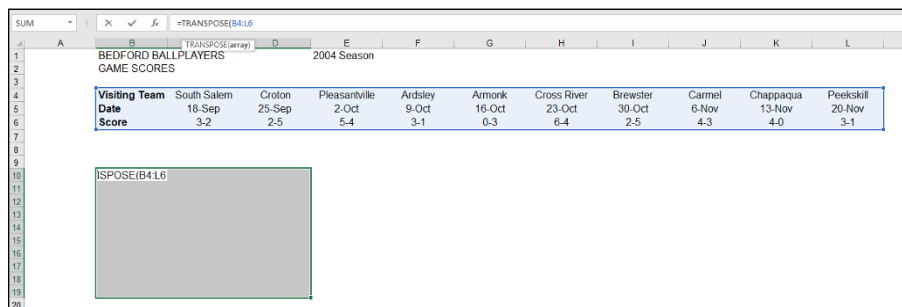 SUM fx =TRANSPOSE(B4:L6
TRANSPOSE(array)
A B C D E F G H I J K L
1 BEDFORD BALLPLAYERS 2004 Season
2 GAME SCORES
3
4 Visiting Team South Salem Croton Pleasantville Ardsley Armonk Cross River Brewster Carmel Chappaqua Peekskill
5 Date 18-Sep 25-Sep 2-Oct 9-Oct 16-Oct 23-Oct 30-Oct 6-Nov 13-Nov 20-Nov
6 Score 3-2 2-5 5-4 3-1 0-3 6-4 2-5 4-3 4-0 3-1
7
8
9
10 ISPOSE(B4:L6
11
12
13
14
15
16
17
18
19
20